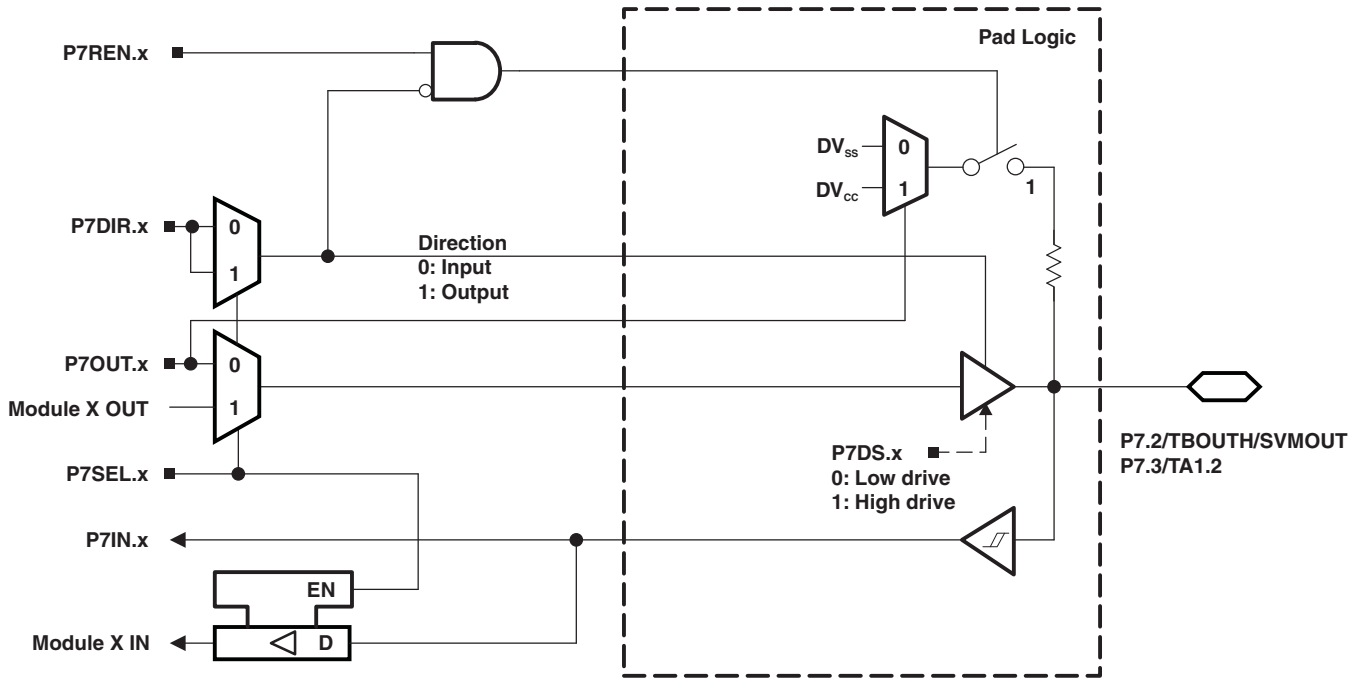 Pad Logic
P7REN.x
DVSS
0
DVCC
1
1
P7DIR.x
0
1
Direction
0: Input
1: Output
P7OUT.x
0
Module X OUT
1
P7DS.x
0: Low drive
1: High drive
P7.2/TBOUTH/SVMOUT
P7.3/TA1.2
P7SEL.x
P7IN.x
EN
Module X IN
D